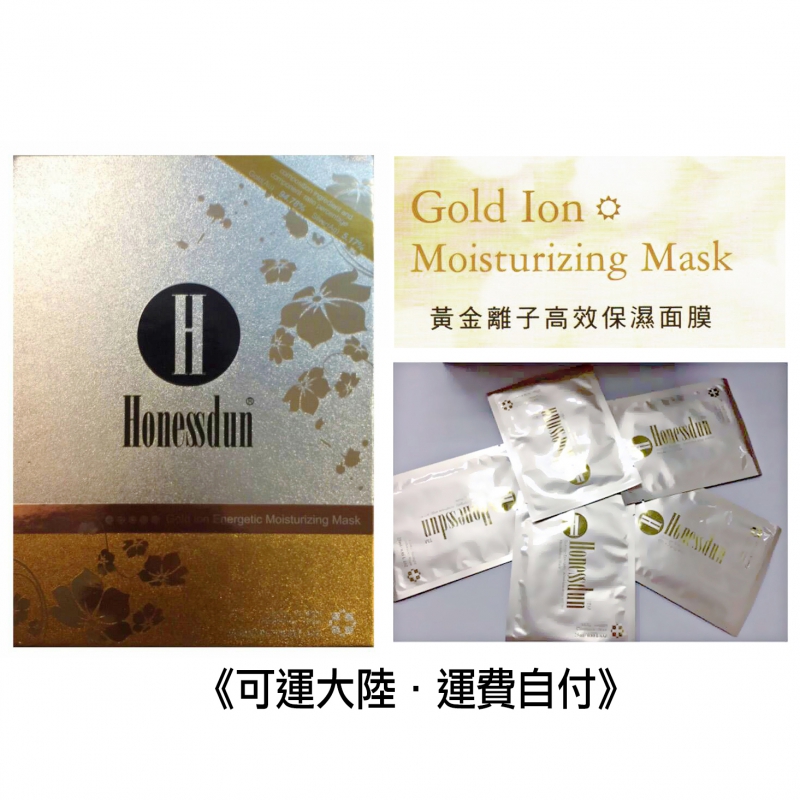 H
Honessdun®
Energetic Moisturizing Mask
Gold Ion
Moisturizing Mask
黃金離子高效保濕面膜
Honessdun
Honessdun
Honessdun
Honessdun
Honessdun
《可運大陸．運費自付》